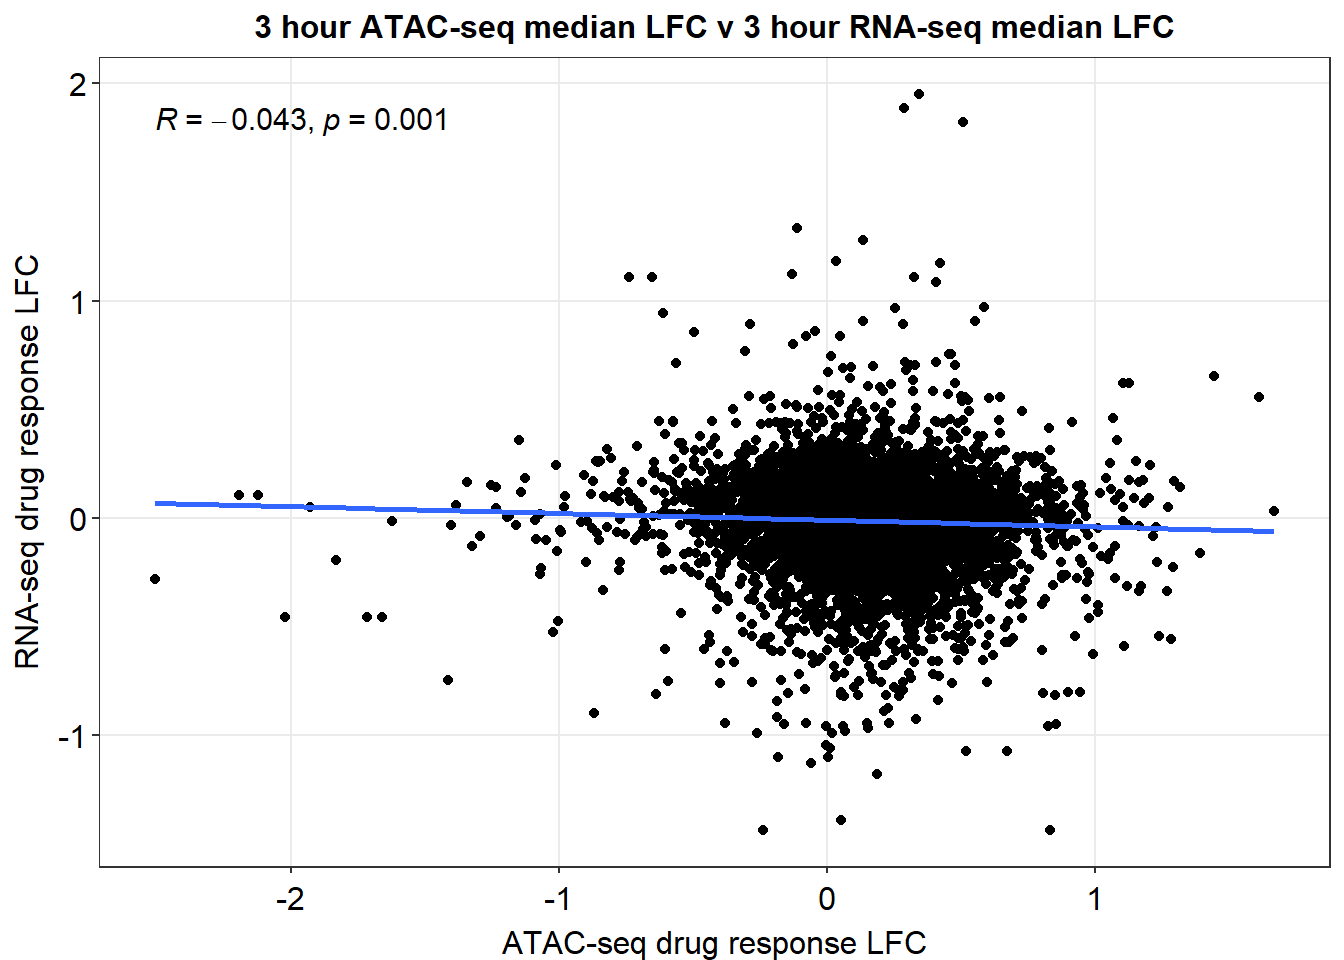 3 hour ATAC-seq median LFC v 3 hour RNA-seq median LFC
R = −0.043, p = 0.001
2
1
0
-1
RNA-seq drug response LFC
-2
-1
0
1
ATAC-seq drug response LFC